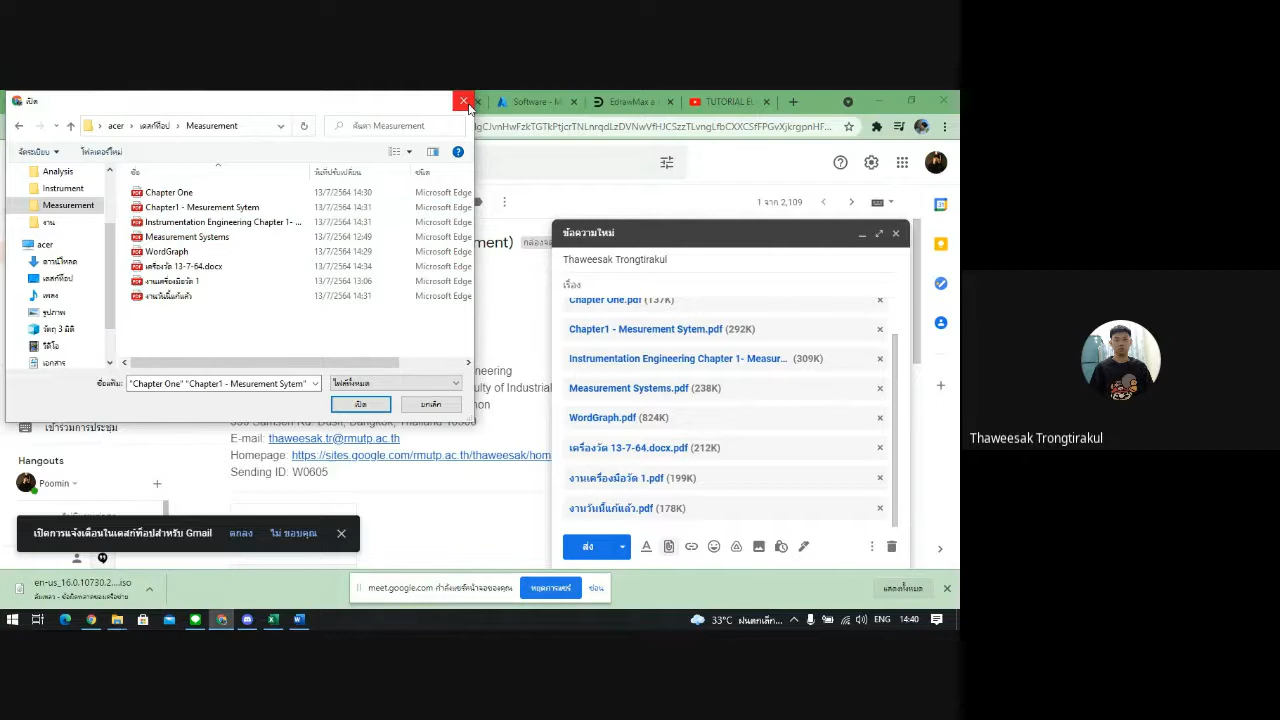 เปิด
Software - M
EdrawMax a
TUTORIAL EL
acer
เดสก์ท็อป
Measurement
ค้นหา Measurement
จัดระเบียบ
โฟลเดอร์ใหม่
ชื่อ
วันที่ปรับเปลี่ยน
ชนิด
Analysis
Instrument
Measurement
งาน
acer
ดาวน์โหลด
เดสก์ท็อป
เพลง
รูปภาพ
วัตถุ 3 มิติ
วิดีโอ
เอกสาร
Chapter One 13/7/2564 14:30 Microsoft Edge
Chapter1 - Mesurement Sytem 13/7/2564 14:31 Microsoft Edge
Instrumentation Engineering Chapter 1- ... 13/7/2564 14:31 Microsoft Edge
Measurement Systems 13/7/2564 12:49 Microsoft Edge
WordGraph 13/7/2564 14:29 Microsoft Edge
เครื่องวัด 13-7-64.docx 13/7/2564 14:34 Microsoft Edge
งานเครื่องมือวัด 1 13/7/2564 13:06 Microsoft Edge
งานวันนี้แก้แล้ว 13/7/2564 14:31 Microsoft Edge
ชื่อแฟ้ม: "Chapter One" "Chapter1 - Mesurement Sytem"
ไฟล์ทั้งหมด
เปิด
ยกเลิก
1 จาก 2,109
ment)
ข้อความใหม่
Thaweesak Trongtirakul
เรื่อง
Chapter One.pdf (137K)
Chapter1 - Mesurement Sytem.pdf (292K)
Instrumentation Engineering Chapter 1- Measur... (309K)
Measurement Systems.pdf (238K)
WordGraph.pdf (824K)
เครื่องวัด 13-7-64.docx.pdf (212K)
งานเครื่องมือวัด 1.pdf (199K)
งานวันนี้แก้แล้ว.pdf (178K)
ส่ง
neering
ulty of Industrial
E-mail: thaweesak.tr@rmutp.ac.th
Homepage: https://sites.google.com/rmutp.ac.th/thaweesak/hom
Sending ID: W0605
เข้าร่วมการประชุม
Hangouts
Poomin
เปิดการแจ้งเตือนในเดสก์ท็อปสำหรับ Gmail ตกลง ไม่ ขอบคุณ
en-us_16.0.10730.2....iso
meet.google.com กำลังแชร์หน้าจอของคุณ
หยุดการแชร์
ซ่อน
แสดงทั้งหมด
33°C ฝนตกเล็ก...
ENG
14:40
Thaweesak Trongtirakul